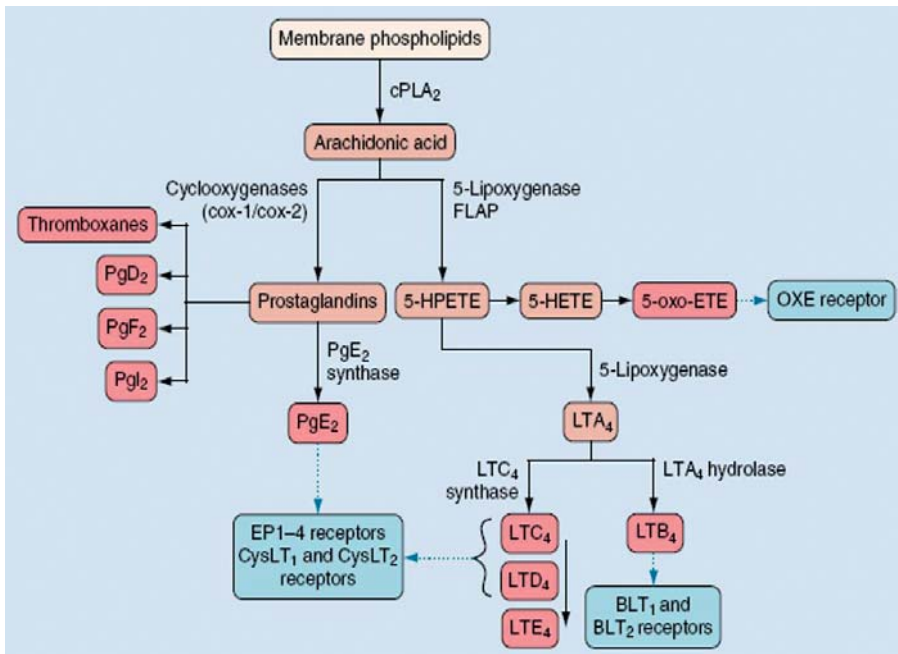 Membrane phospholipids
cPLA₂
Arachidonic acid
Cyclooxygenases
(cox-1/cox-2)
5-Lipoxygenase
FLAP
Thromboxanes
PgD₂
PgF₂
PgI₂
Prostaglandins
5-HPETE
5-HETE
5-oxo-ETE
OXE receptor
PgE₂
synthase
5-Lipoxygenase
PgE₂
LTA₄
LTC₄
synthase
LTA₄ hydrolase
EP1–4 receptors
CysLT₁ and CysLT₂
receptors
LTC₄
LTD₄
LTE₄
LTB₄
BLT₁ and
BLT₂ receptors